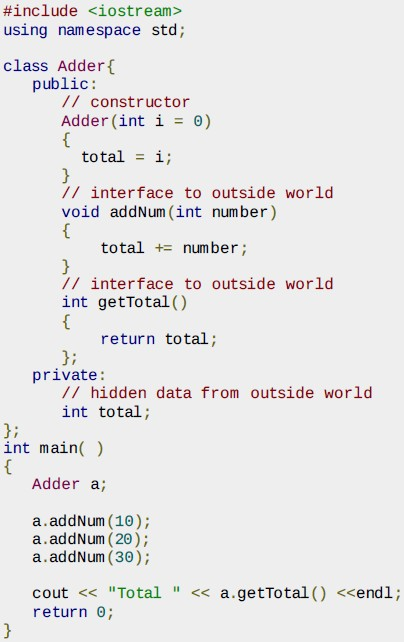 #include <iostream>
using namespace std;

class Adder{
   public:
      // constructor
      Adder(int i = 0)
      {
        total = i;
      }
      // interface to outside world
      void addNum(int number)
      {
          total += number;
      }
      // interface to outside world
      int getTotal()
      {
          return total;
      };
   private:
      // hidden data from outside world
      int total;
};
int main( )
{
   Adder a;

   a.addNum(10);
   a.addNum(20);
   a.addNum(30);

   cout << "Total " << a.getTotal() <<endl;
   return 0;
}